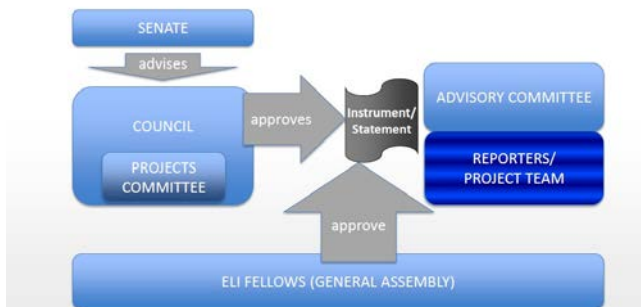 SENATE
advises
COUNCIL
PROJECTS
COMMITTEE
approves
Instrument/
Statement
ADVISORY COMMITTEE
REPORTERS/
PROJECT TEAM
approve
ELI FELLOWS (GENERAL ASSEMBLY)